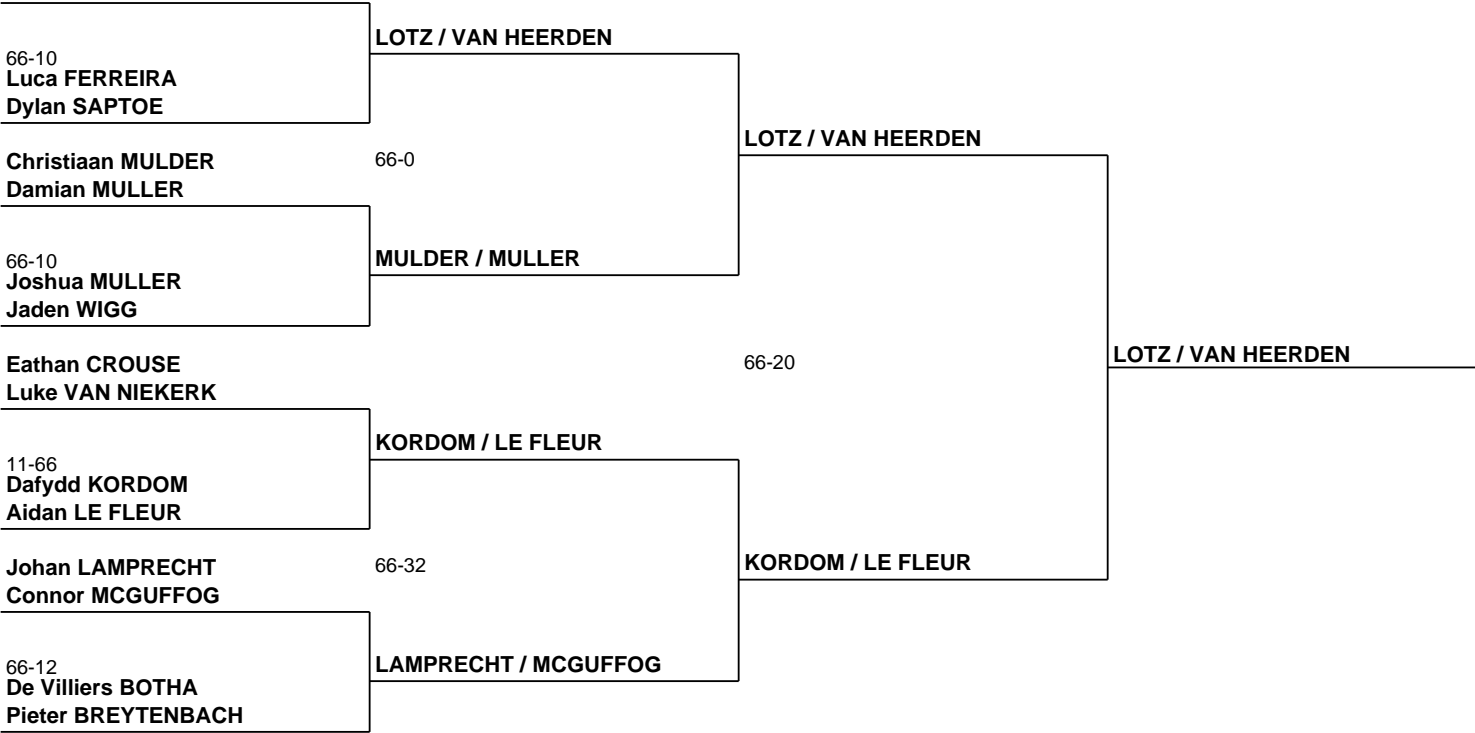 LOTZ / VAN HEERDEN
66-10
Luca FERREIRA
Dylan SAPTOE
LOTZ / VAN HEERDEN
Christiaan MULDER
66-0
Damian MULLER
MULDER / MULLER
66-10
Joshua MULLER
Jaden WIGG
LOTZ / VAN HEERDEN
Eathan CROUSE
66-20
Luke VAN NIEKERK
KORDOM / LE FLEUR
11-66
Dafydd KORDOM
Aidan LE FLEUR
KORDOM / LE FLEUR
Johan LAMPRECHT
66-32
Connor MCGUFFOG
LAMPRECHT / MCGUFFOG
66-12
De Villiers BOTHA
Pieter BREYTENBACH